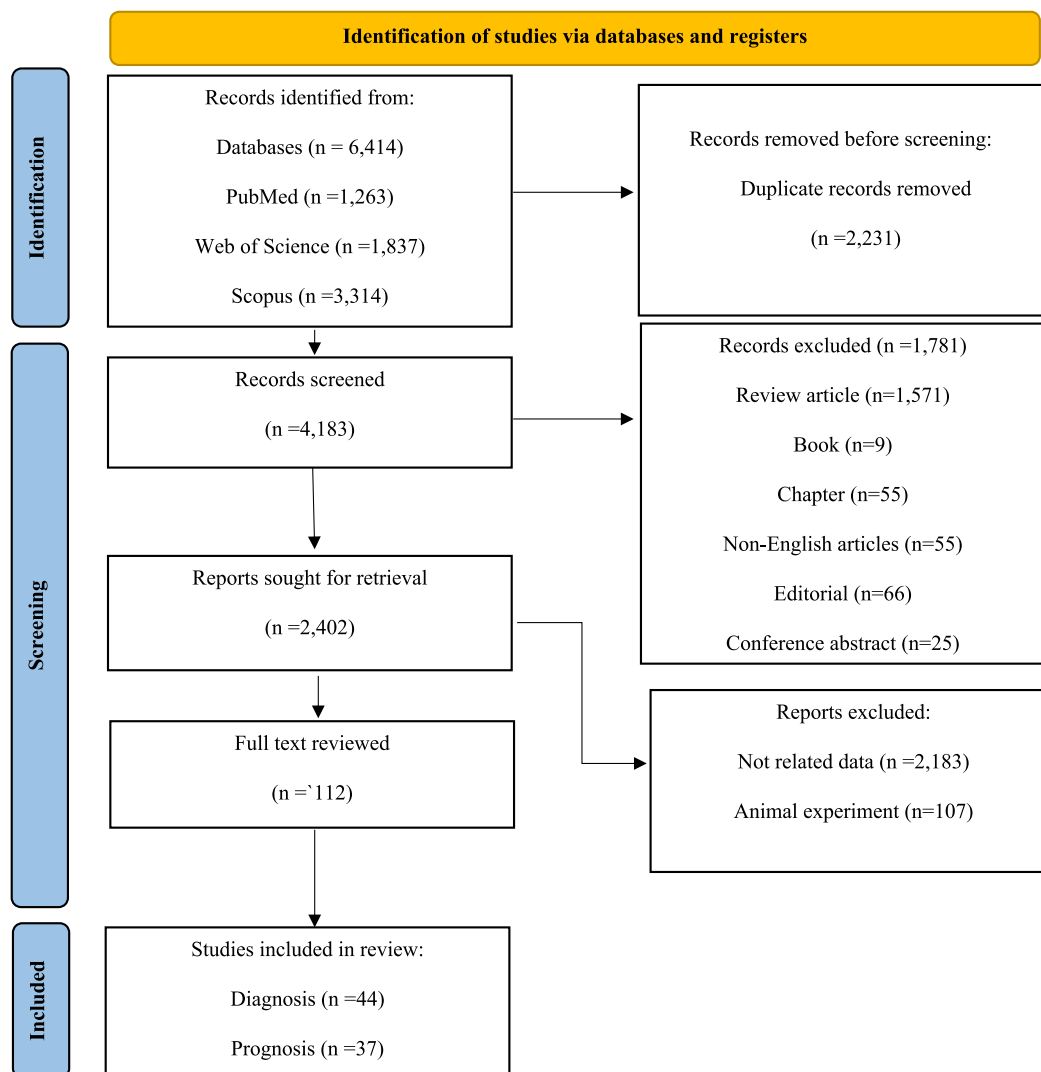 Identification of studies via databases and registers
Identification
Records identified from:
Databases (n = 6,414)
PubMed (n =1,263)
Web of Science (n =1,837)
Scopus (n =3,314)
Records removed before screening:
Duplicate records removed
(n =2,231)
Screening
Records screened
(n =4,183)
Records excluded (n =1,781)
Review article (n=1,571)
Book (n=9)
Chapter (n=55)
Non-English articles (n=55)
Editorial (n=66)
Conference abstract (n=25)
Reports sought for retrieval
(n =2,402)
Reports excluded:
Not related data (n =2,183)
Animal experiment (n=107)
Full text reviewed
(n =`112)
Included
Studies included in review:
Diagnosis (n =44)
Prognosis (n =37)